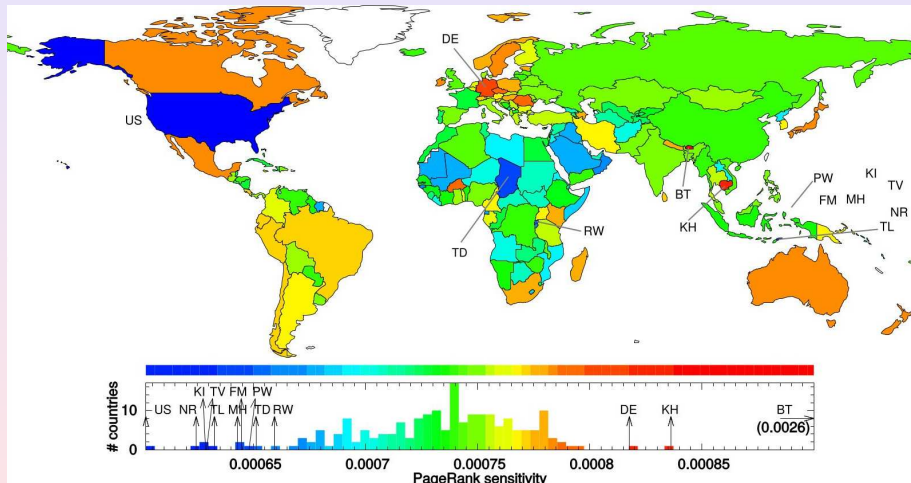 DE
US
BT
KH
TD
RW
PW
KI
TV
FM
MH
NR
TL
KI TV FM PW
US NR TL MH TD RW DE KH BT
(0.0026)
# countries
10
0
0.00065 0.0007 0.00075 0.0008 0.00085
PageRank sensitivity